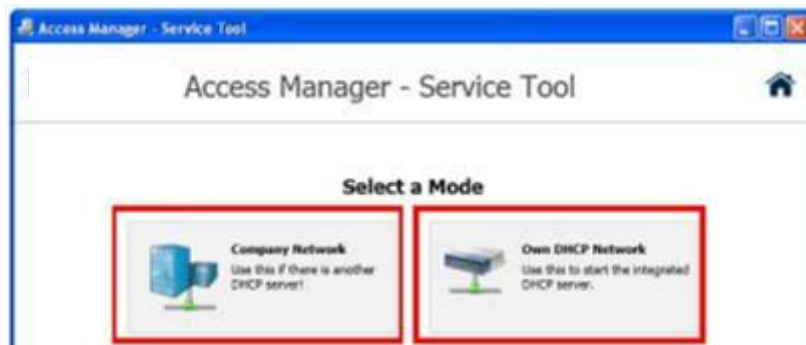 Access Manager - Service Tool
Access Manager - Service Tool
Select a Mode
Company Network
Use this if there is another
DHCP server!
Own DHCP Network
Use this to start the integrated
DHCP server.